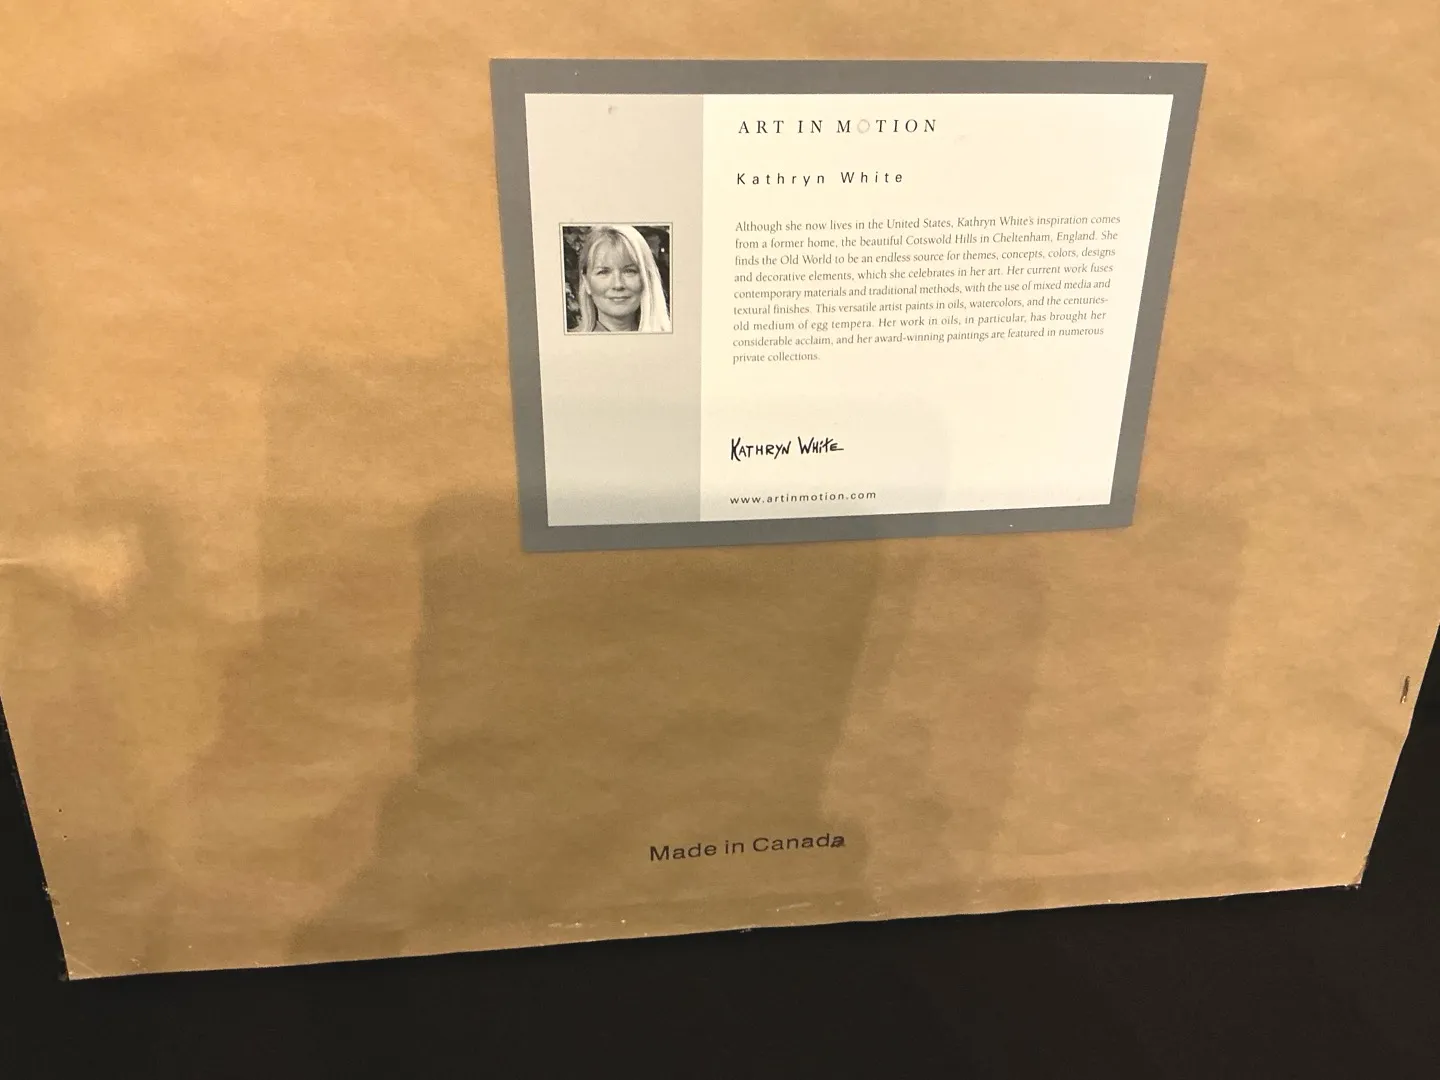 ART IN MOTION
Kathryn White
Although she now lives in the United States, Kathryn White's inspiration comes
from a former home, the beautiful Cotswold Hills in Cheltenham, England. She
finds the Old World to be an endless source for themes, concepts, colors, designs
and decorative elements, which she celebrates in her art. Her current work fuses
contemporary materials and traditional methods, with the use of mixed media and
textural finishes. This versatile artist paints in oils, watercolors, and the centuries-
old medium of egg tempera. Her work in oils, in particular, has brought her
considerable acclaim, and her award-winning paintings are featured in numerous
private collections.
KATHRYN WHITE
www.artinmotion.com
Made in Canada